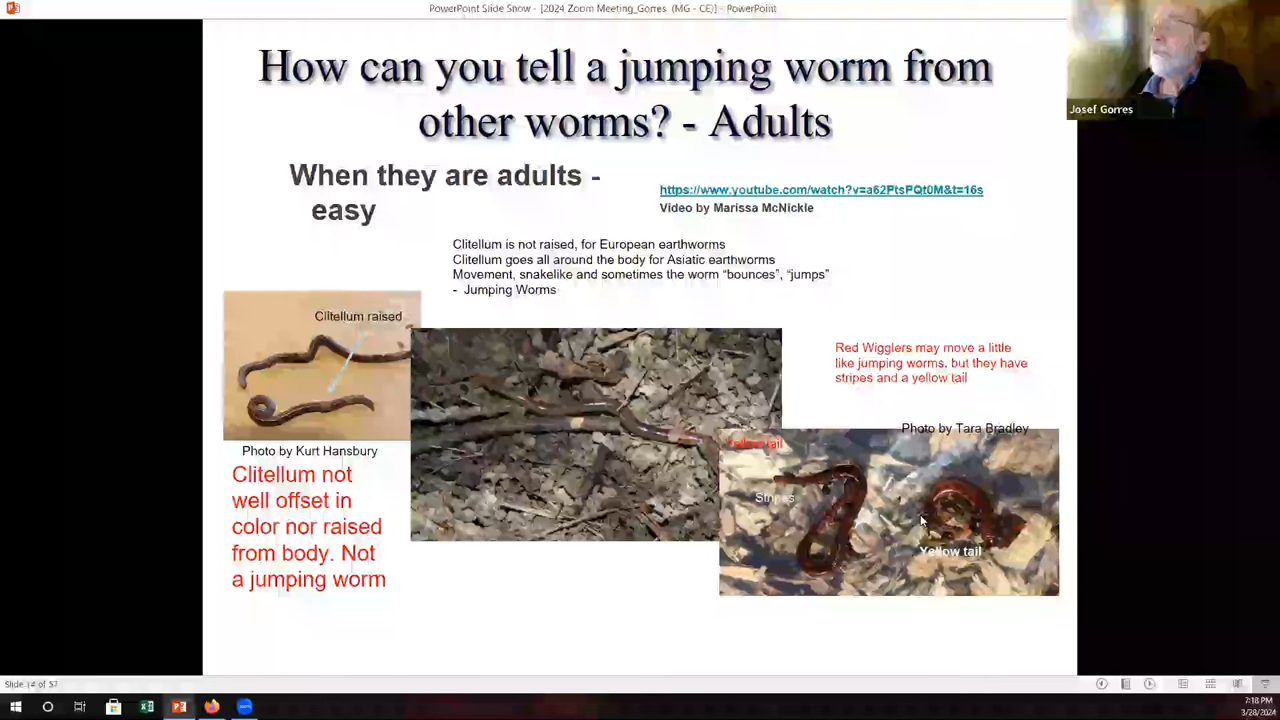 PowerPoint Slide Show - [2024 Zoom Meeting_Gorres (MG - CE)] - PowerPoint
How can you tell a jumping worm from
other worms? - Adults
Josef Gorres
When they are adults -
easy
https://www.youtube.com/watch?v=a62PtsPQt0M&t=16s
Video by Marissa McNickle
Clitellum is not raised, for European earthworms
Clitellum goes all around the body for Asiatic earthworms
Movement, snakelike and sometimes the worm “bounces”, “jumps”
- Jumping Worms
Clitellum raised
Photo by Kurt Hansbury
Clitellum not
well offset in
color nor raised
from body. Not
a jumping worm
Red Wigglers may move a little
like jumping worms, but they have
stripes and a yellow tail
Photo by Tara Bradley
Yellow tail
Stripes
Yellow tail
Slide 14 of 57
7:18 PM
3/28/2024